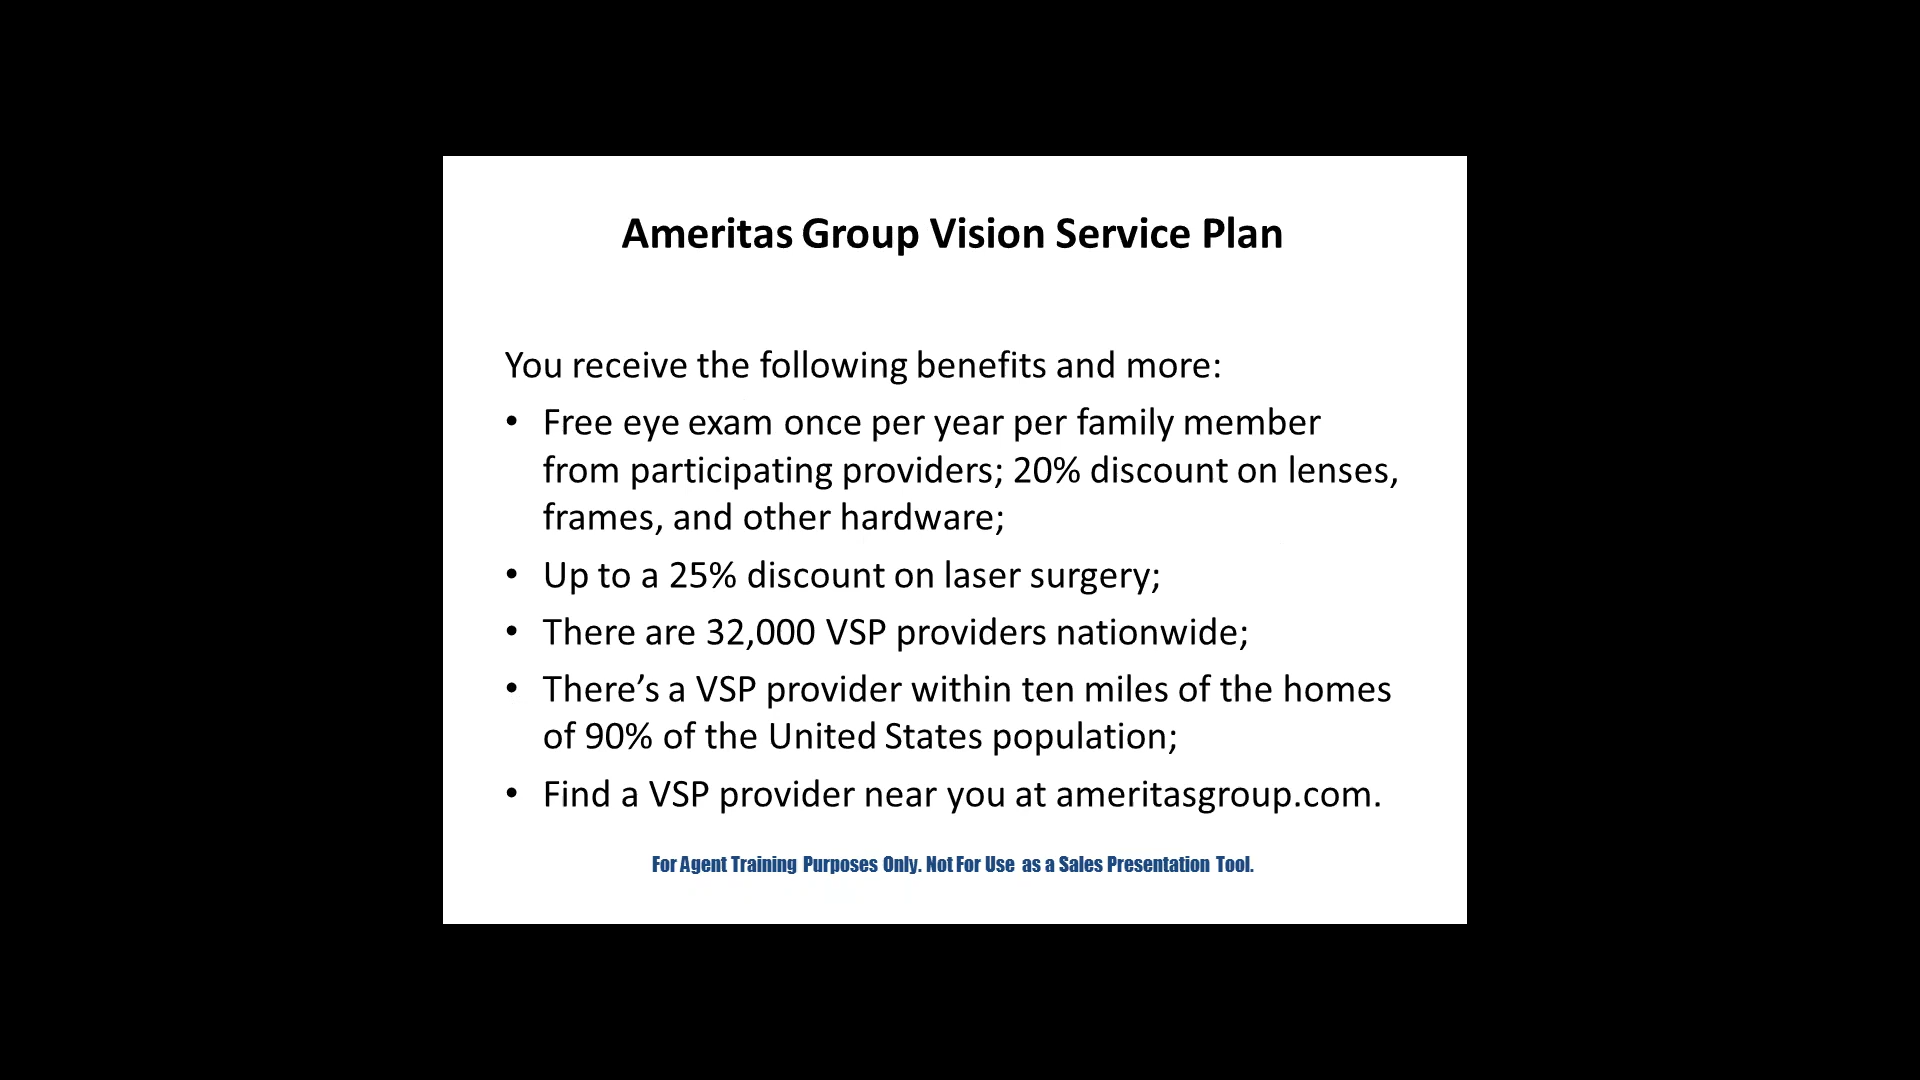 Ameritas Group Vision Service Plan
You receive the following benefits and more:
• Free eye exam once per year per family member
from participating providers; 20% discount on lenses,
frames, and other hardware;
• Up to a 25% discount on laser surgery;
• There are 32,000 VSP providers nationwide;
• There’s a VSP provider within ten miles of the homes
of 90% of the United States population;
• Find a VSP provider near you at ameritasgroup.com.
For Agent Training Purposes Only. Not For Use as a Sales Presentation Tool.